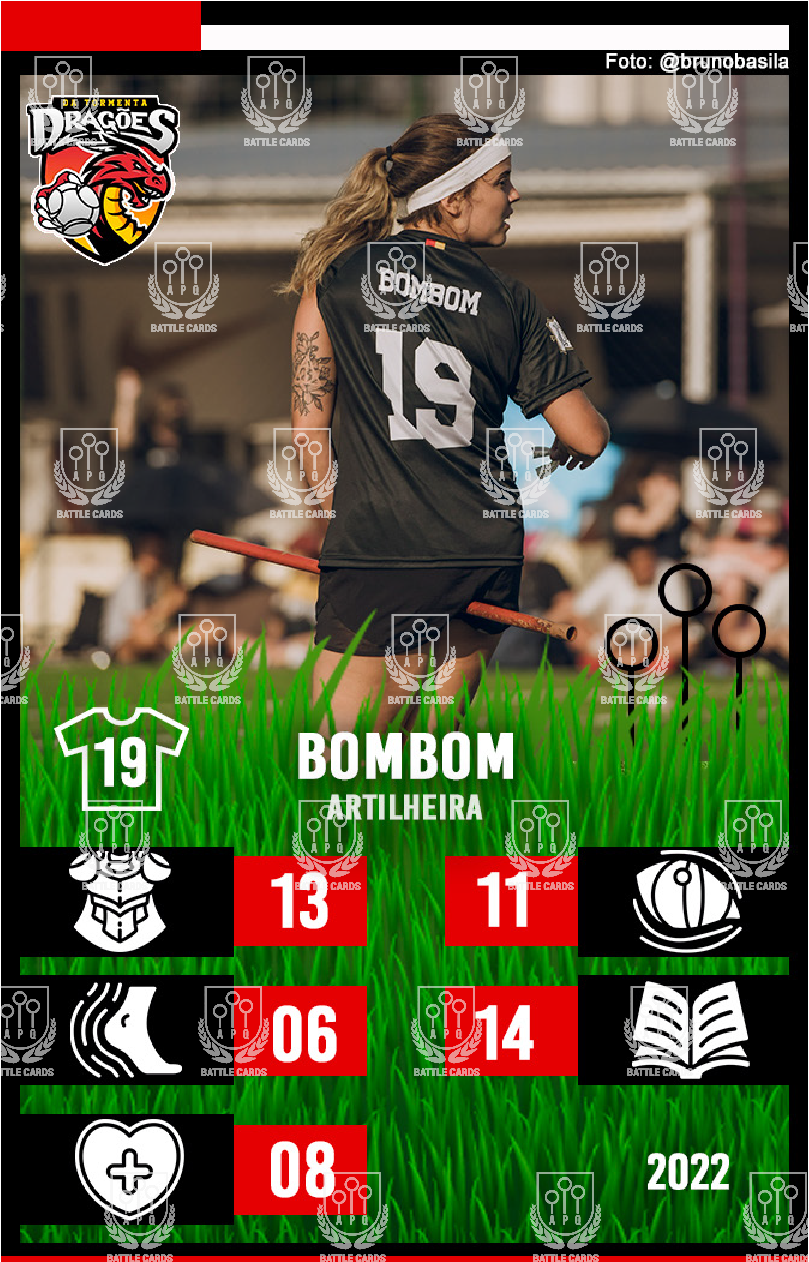 Foto: @brunobasila
DA TORMENTA
DRAGÕES
BOMBOM
19
19
BOMBOM
ARTILHEIRA
13
11
06
14
08
2022
APQ
BATTLE CARDS